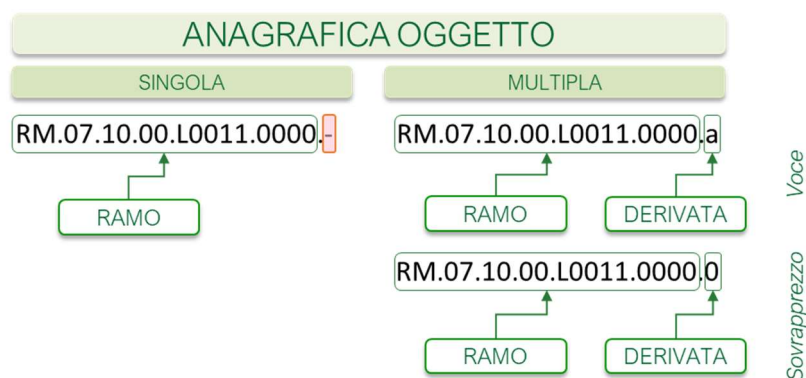 ANAGRAFICA OGGETTO
SINGOLA
MULTIPLA
RM.07.10.00.L0011.0000.-
RAMO
RM.07.10.00.L0011.0000.a
RAMO
DERIVATA
Voce
RM.07.10.00.L0011.0000.0
RAMO
DERIVATA
Sovrapprezzo